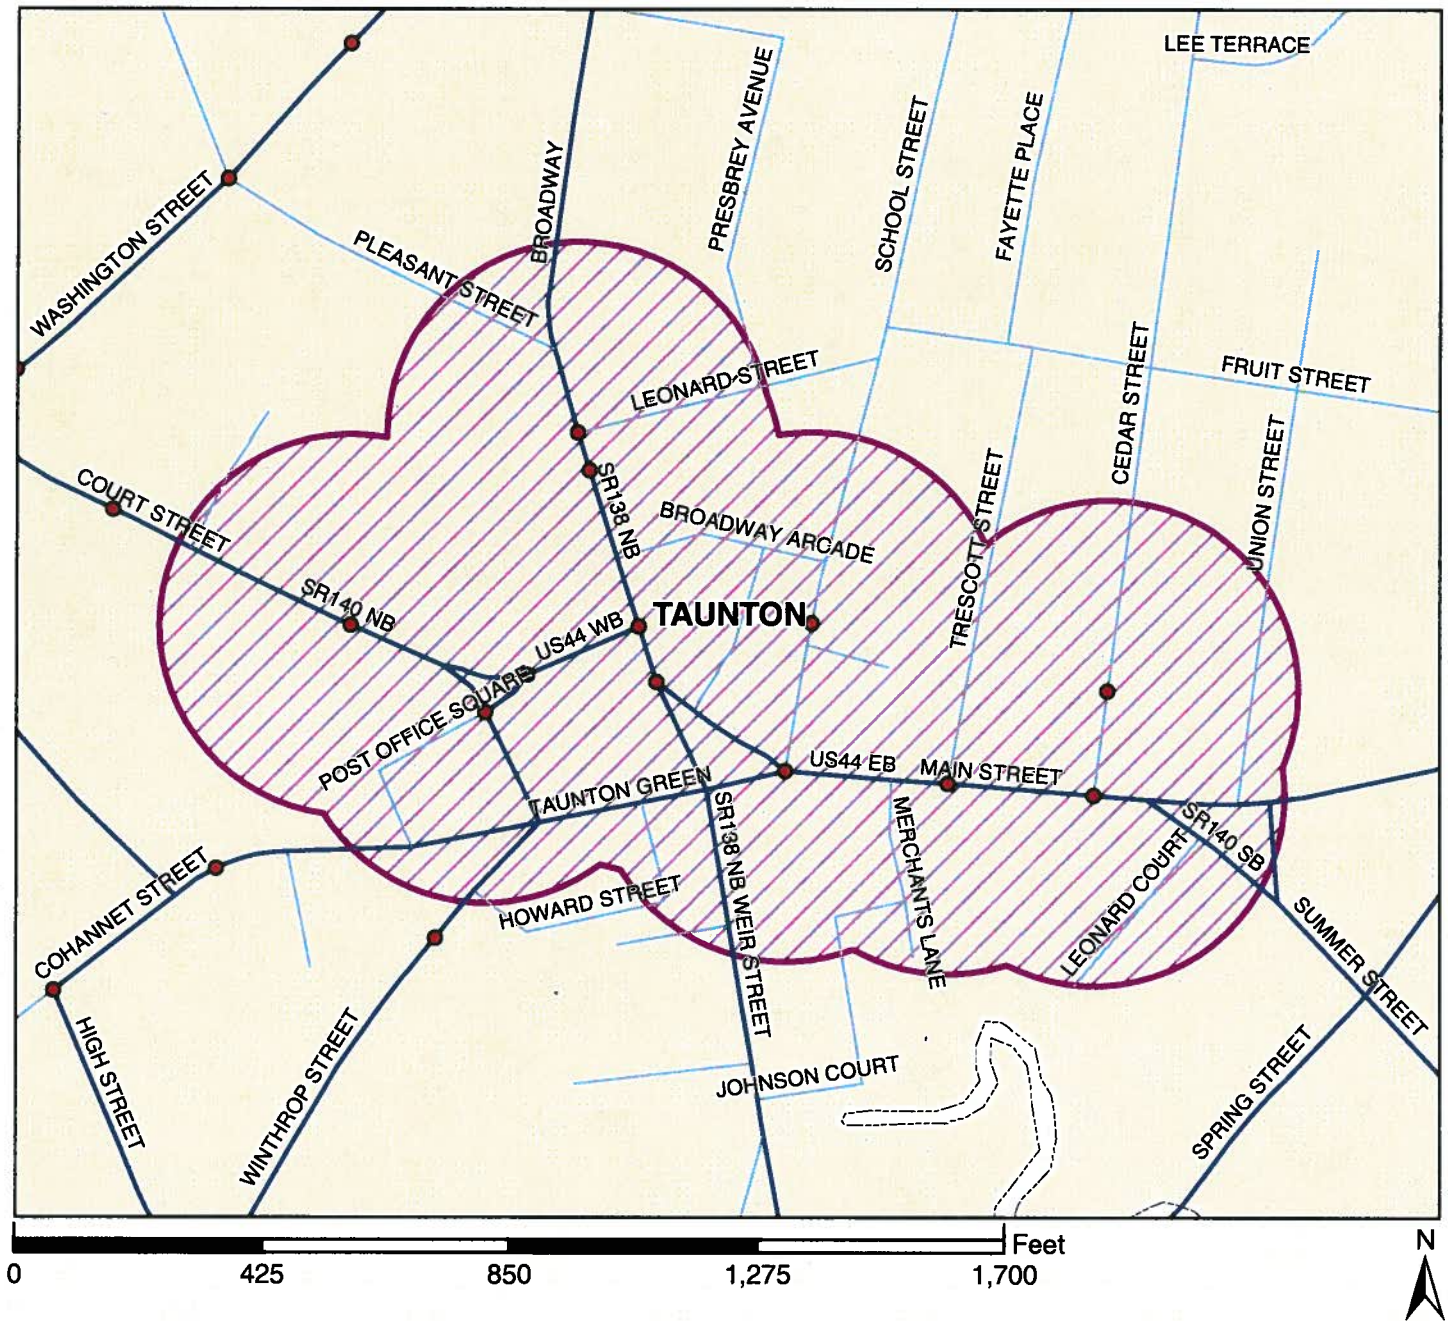 LEE TERRACE
PRESBREY AVENUE
SCHOOL STREET
FAYETTE PLACE
BROADWAY
WASHINGTON STREET
PLEASANT STREET
LEONARD STREET
CEDAR STREET
FRUIT STREET
COURT STREET
SR138 NB
BROADWAY ARCADE
TRESCOTT STREET
UNION STREET
SR140 NB
US44 WB
TAUNTON
POST OFFICE SQUARE
TAUNTON GREEN
US44 EB
MAIN STREET
SR138 NB WEIR STREET
MERCHANTS LANE
SR140 SB
LEONARD COURT
COHANNET STREET
HOWARD STREET
SUMMER STREET
HIGH STREET
WINTHROP STREET
JOHNSON COURT
SPRING STREET
Feet
N
0 425 850 1,275 1,700